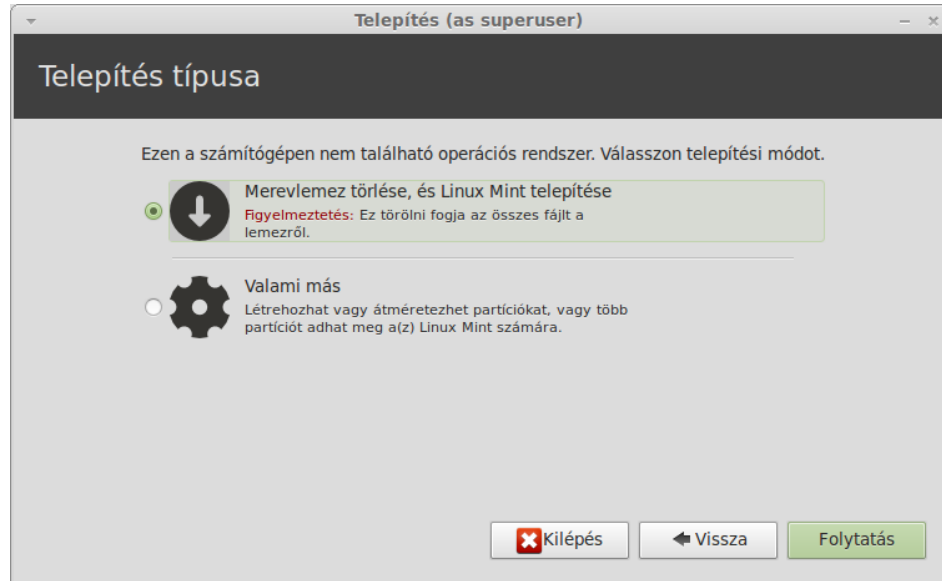 Telepítés (as superuser)
Telepítés típusa
Ezen a számítógépen nem található operációs rendszer. Válasszon telepítési módot.
Merevlemez törlése, és Linux Mint telepítése
Figyelmeztetés: Ez törölni fogja az összes fájlt a
lemezről.
Valami más
Létrehozhat vagy átméretezhet partíciókat, vagy több
partíciót adhat meg a(z) Linux Mint számára.
Kilépés
Vissza
Folytatás